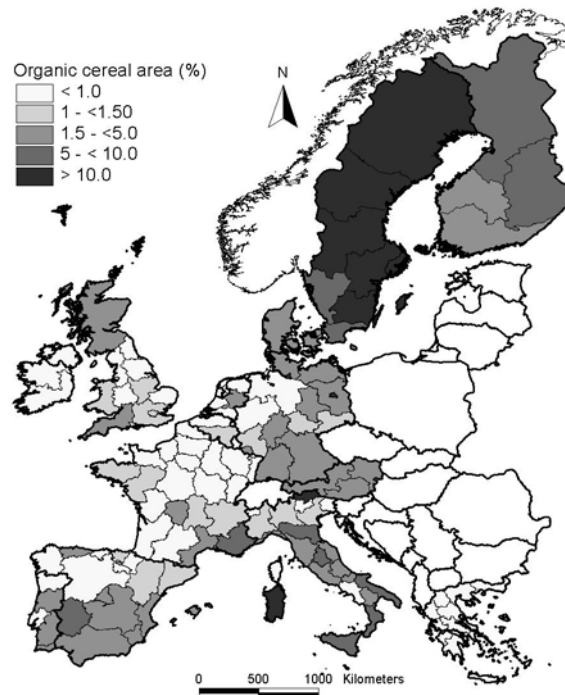 Organic cereal area (%)
N
< 1.0
1 - <1.50
1.5 - <5.0
5 - < 10.0
> 10.0
0 500 1000 Kilometers